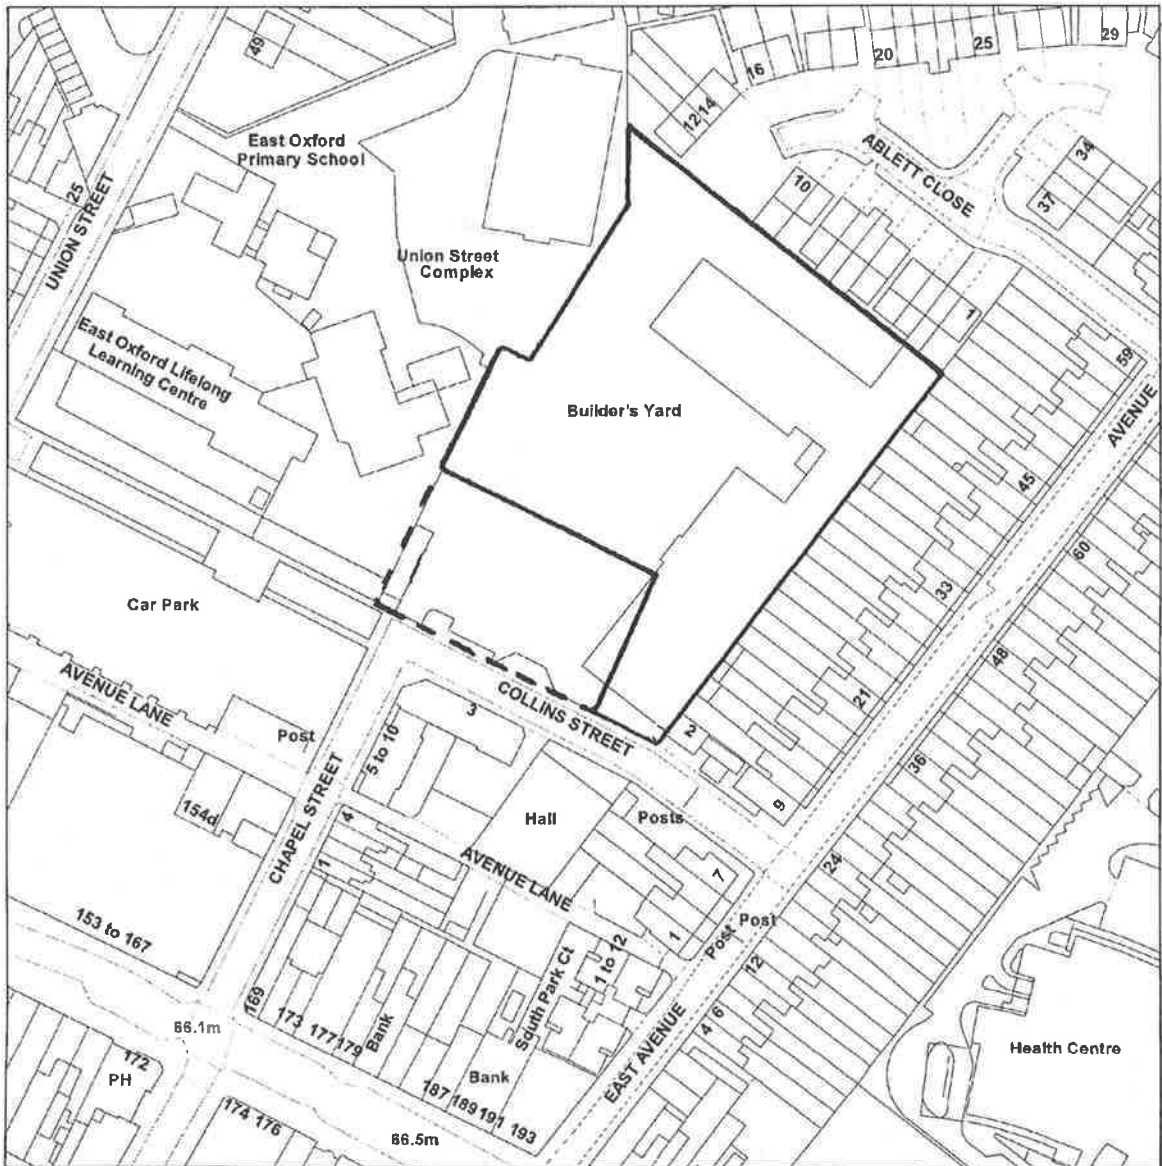 49
16
20
25
29
12
14
East Oxford
Primary School
ABLETT CLOSE
34
10
37
25
UNION STREET
Union Street
Complex
East Oxford Lifelong
Learning Centre
1
59
Builder's Yard
AVENUE
45
60
33
Car Park
48
AVENUE LANE
COLLINS STREET
21
3
2
Post
5 to 10
36
154d
CHAPEL STREET
4
1
Hall
Posts
9
AVENUE LANE
7
24
153 to 167
1
Post
Post
South Park Ct
1 to 12
12
169
173
177
179
Bank
66.1m
EAST AVENUE
4
6
Health Centre
172
PH
Bank
187
189
191
193
174
176
66.5m